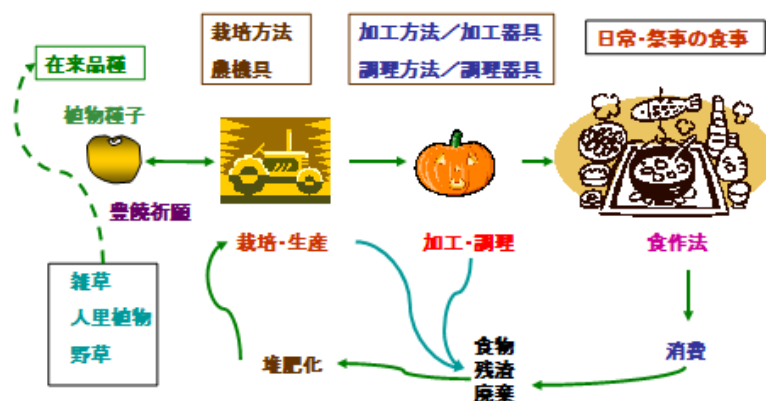 栽培方法
農機具
加工方法／加工器具
調理方法／調理器具
日常・祭事の食事
在来品種
植物種子
豊饒祈願
栽培・生産
加工・調理
食作法
雑草
人里植物
野草
堆肥化
食物
残渣
廃棄
消費